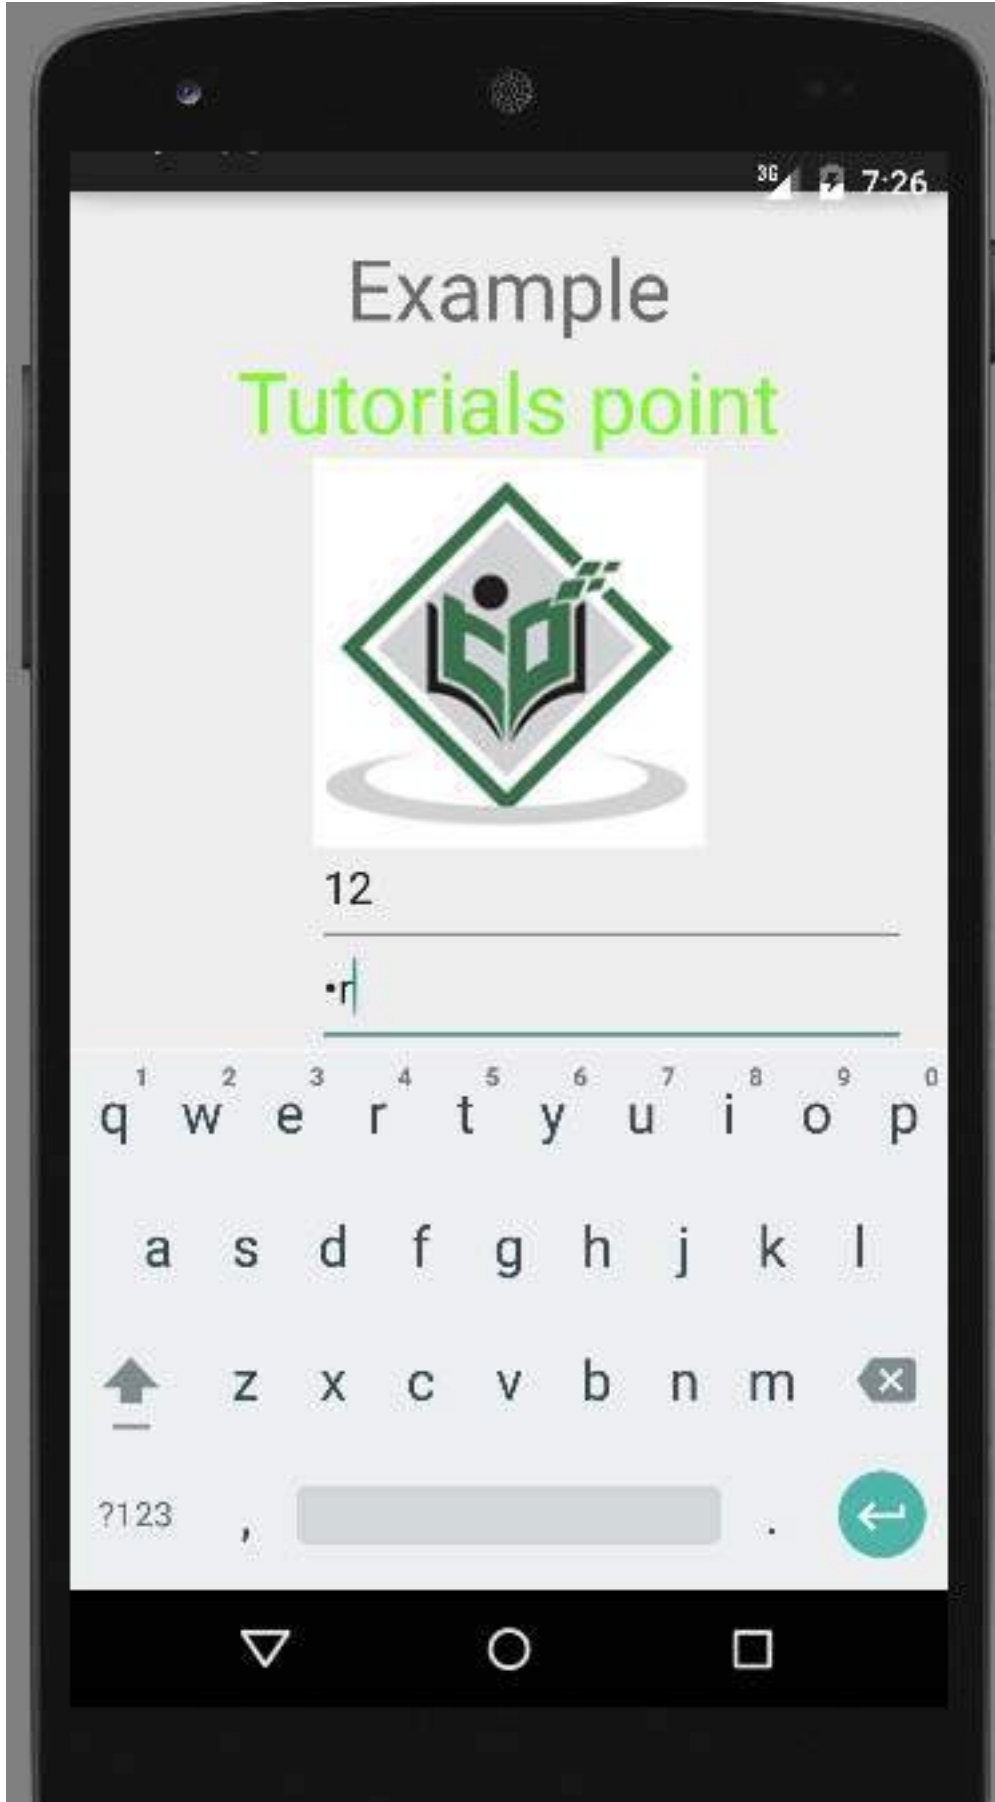 3G 7:26
Example
Tutorials point
12
•r
1 2 3 4 5 6 7 8 9 0
q w e r t y u i o p
a s d f g h j k l
z x c v b n m
?123 , .